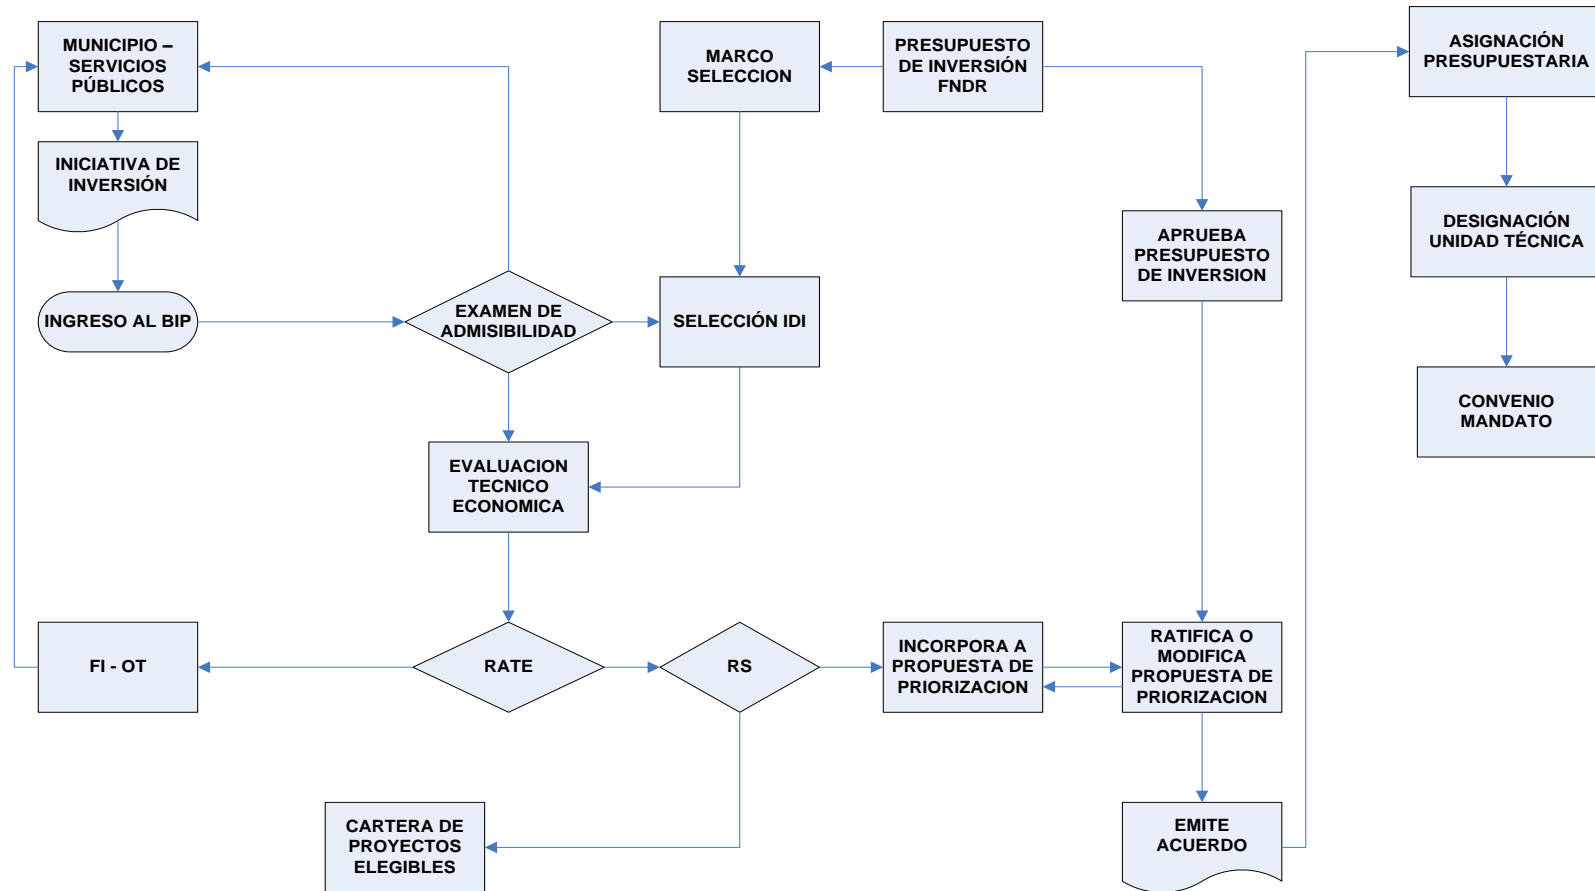 MUNICIPIO –
SERVICIOS
PÚBLICOS
MARCO
SELECCION
PRESUPUESTO
DE INVERSIÓN
FNDR
ASIGNACIÓN
PRESUPUESTARIA
INICIATIVA DE
INVERSIÓN
APRUEBA
PRESUPUESTO
DE INVERSION
DESIGNACIÓN
UNIDAD TÉCNICA
INGRESO AL BIP
EXAMEN DE
ADMISIBILIDAD
SELECCIÓN IDI
CONVENIO
MANDATO
EVALUACION
TECNICO
ECONOMICA
FI - OT
RATE
RS
INCORPORA A
PROPUESTA DE
PRIORIZACION
RATIFICA O
MODIFICA
PROPUESTA DE
PRIORIZACION
CARTERA DE
PROYECTOS
ELEGIBLES
EMITE
ACUERDO